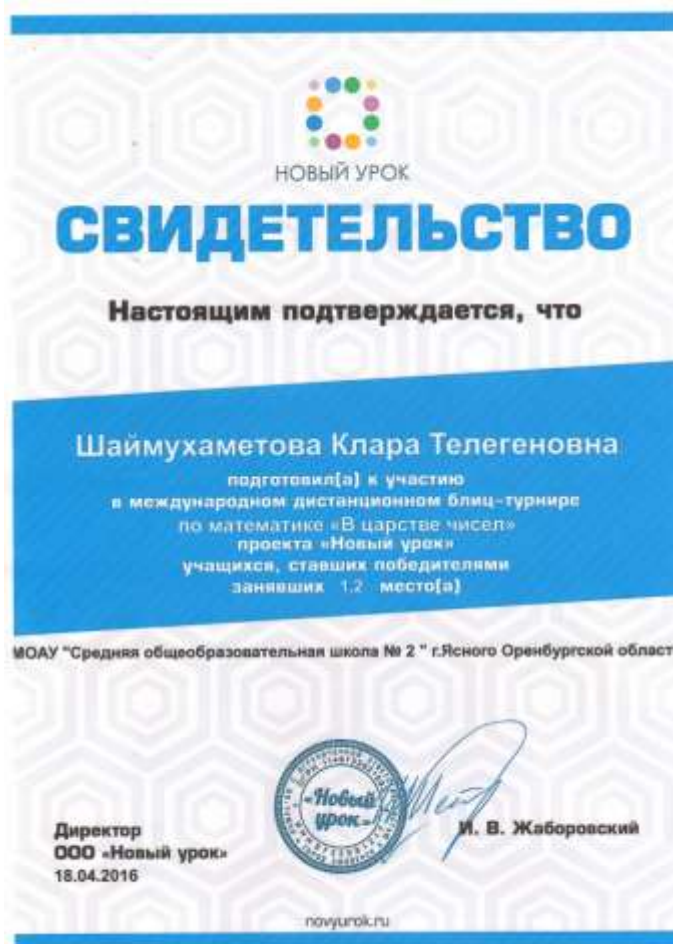 НОВЫЙ УРОК
СВИДЕТЕЛЬСТВО
Настоящим подтверждается, что
Шаймухаметова Клара Телегеновна
подготовил(а) к участию
в международном дистанционном блиц-турнире
по математике «В царстве чисел»
проекта «Новый урок»
учащихся, ставших победителями
занявших 1,2 место(а)
МОАУ "Средняя общеобразовательная школа № 2 " г.Ясного Оренбургской област
«Новый
урок»
Директор
ООО «Новый урок»
18.04.2016
И. В. Жаборовский
novyurok.ru